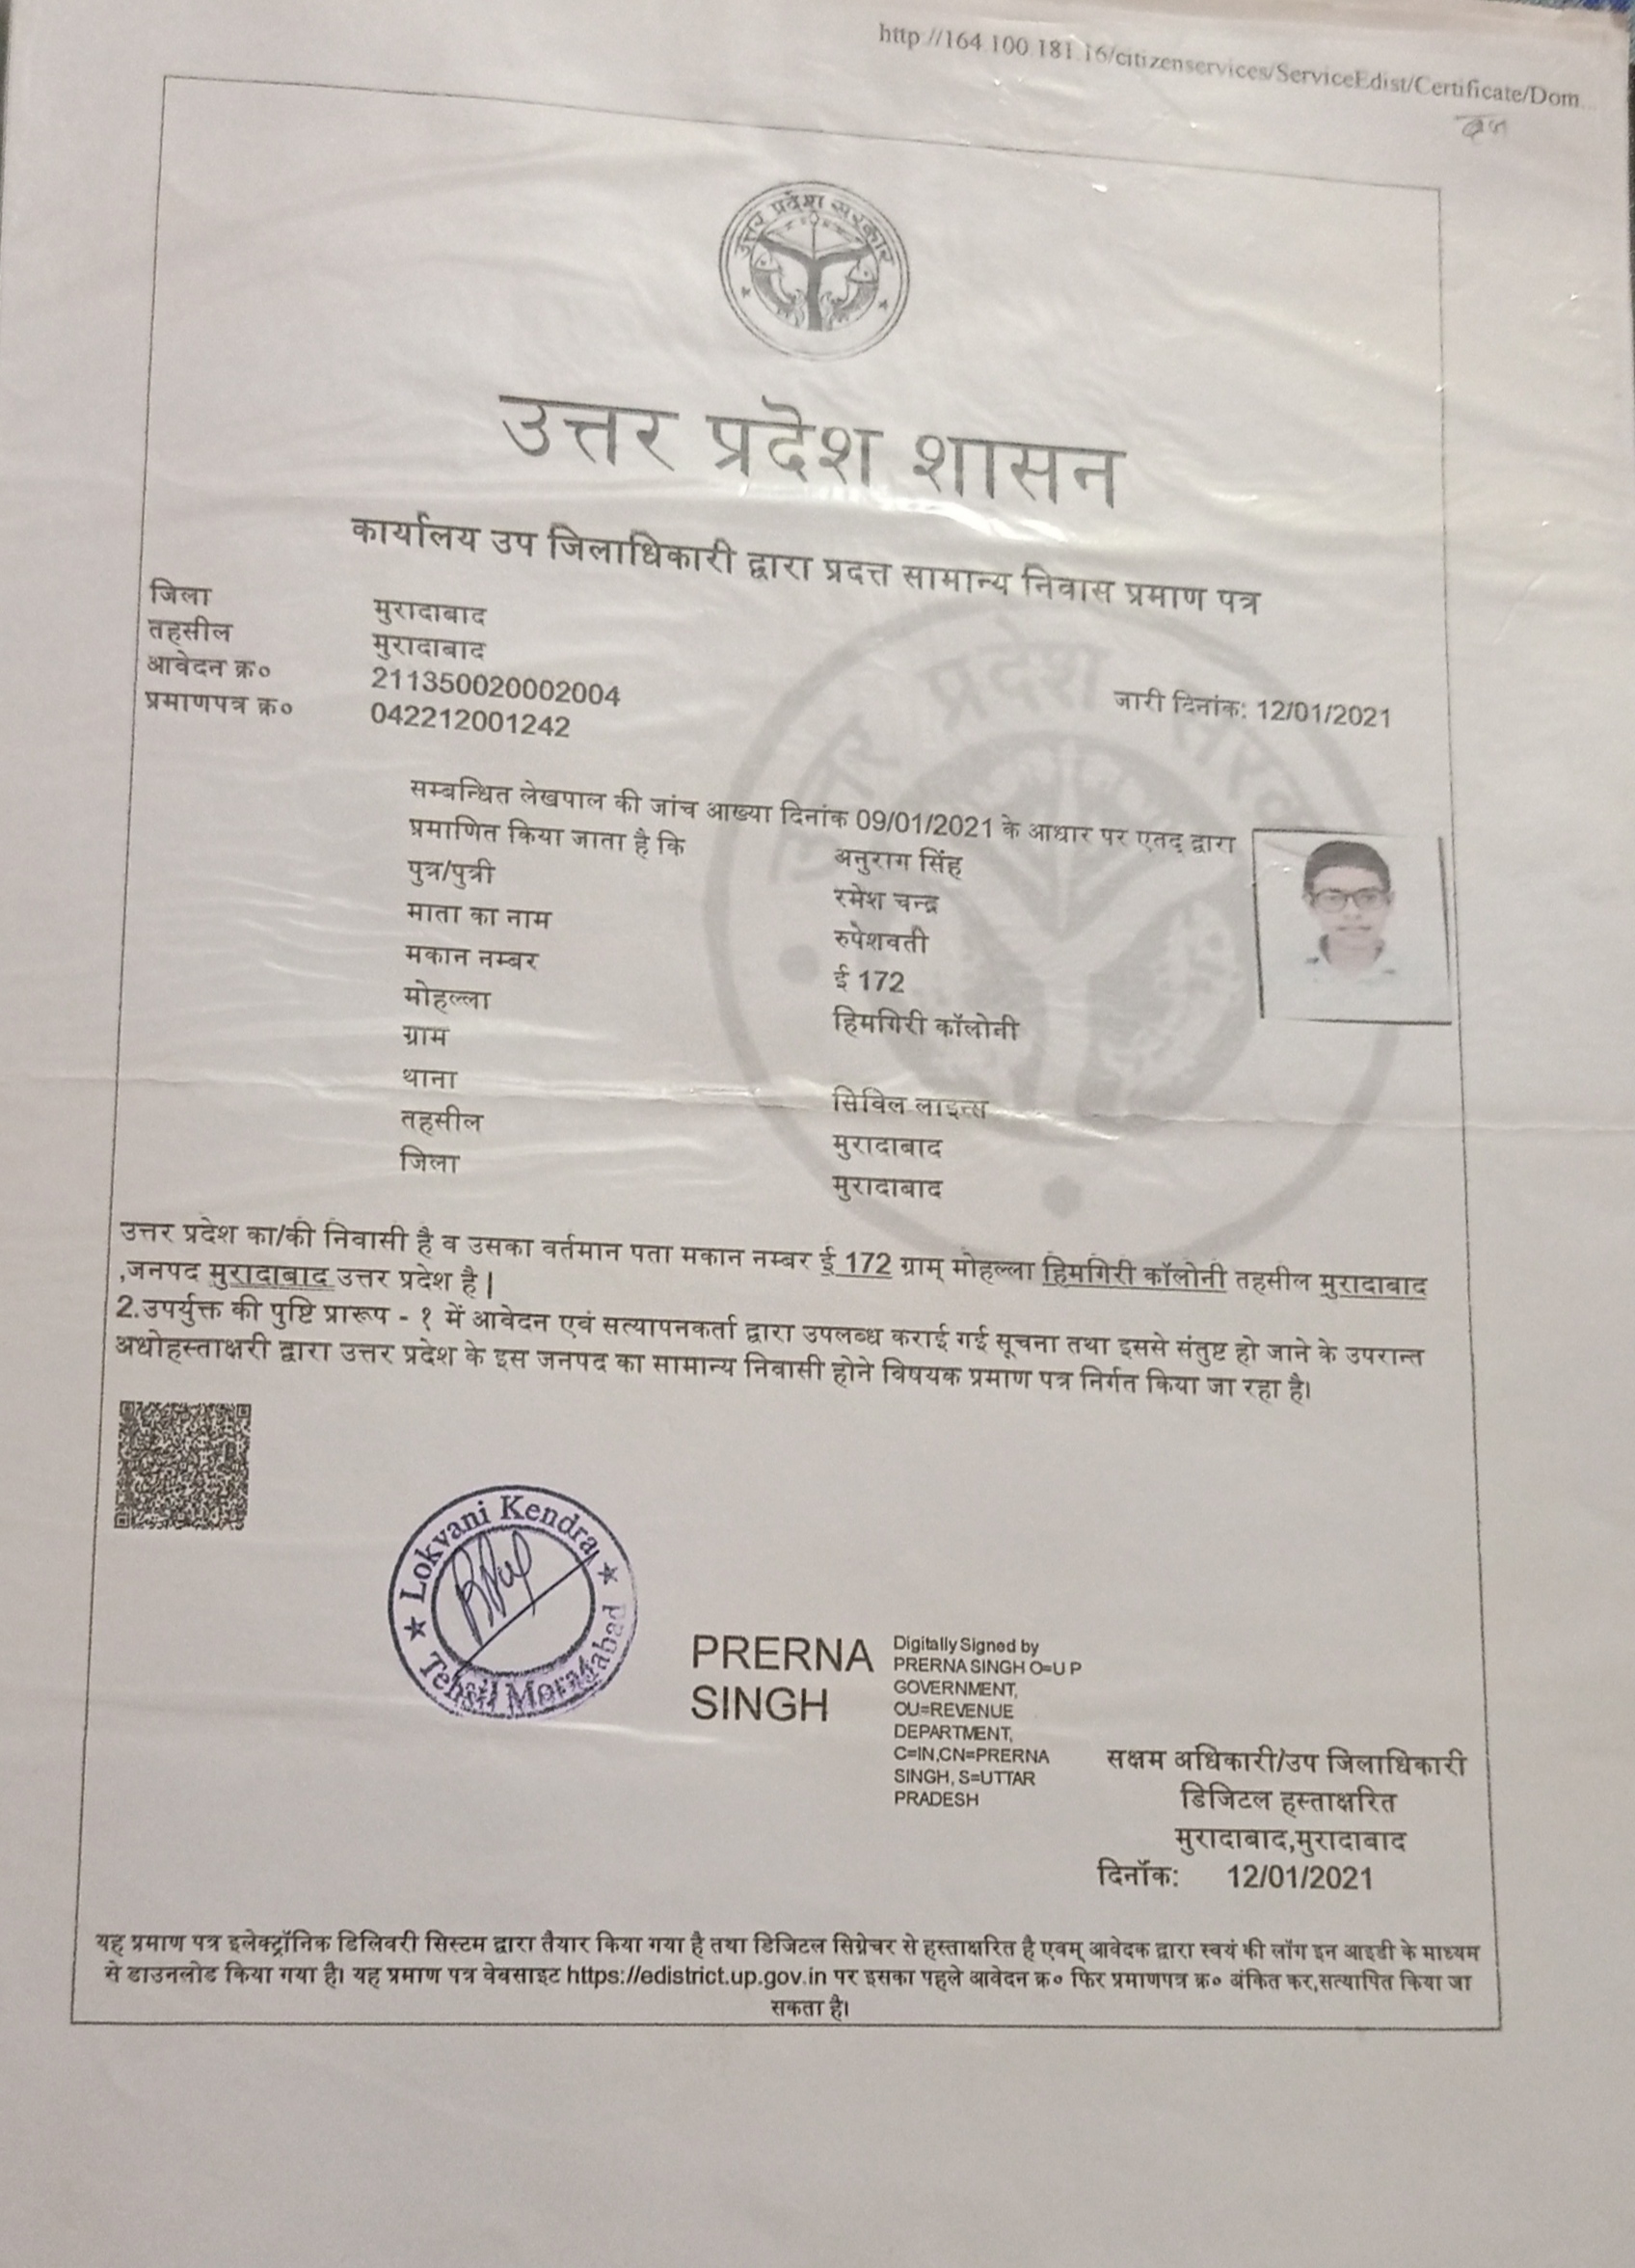 http://164.100.181.16/citizenservices/ServiceEdist/Certificate/Dom...
उत्तर प्रदेश सरकार
उत्तर प्रदेश शासन
कार्यालय उप जिलाधिकारी द्वारा प्रदत्त सामान्य निवास प्रमाण पत्र
जिला मुरादाबाद
तहसील मुरादाबाद
आवेदन क्र० 211350020002004
प्रमाणपत्र क्र० 042212001242 जारी दिनांक: 12/01/2021
सम्बन्धित लेखपाल की जांच आख्या दिनांक 09/01/2021 के आधार पर एतद् द्वारा
प्रमाणित किया जाता है कि अनुराग सिंह
पुत्र/पुत्री रमेश चन्द्र
माता का नाम रुपेशवती
मकान नम्बर ई 172
मोहल्ला हिमगिरी कॉलोनी
ग्राम
थाना सिविल लाइन्स
तहसील मुरादाबाद
जिला मुरादाबाद
उत्तर प्रदेश का/की निवासी है व उसका वर्तमान पता मकान नम्बर ई 172 ग्राम् मोहल्ला हिमगिरी कॉलोनी तहसील मुरादाबाद
,जनपद मुरादाबाद उत्तर प्रदेश है |
2.उपर्युक्त की पुष्टि प्रारूप - १ में आवेदन एवं सत्यापनकर्ता द्वारा उपलब्ध कराई गई सूचना तथा इससे संतुष्ट हो जाने के उपरान्त
अधोहस्ताक्षरी द्वारा उत्तर प्रदेश के इस जनपद का सामान्य निवासी होने विषयक प्रमाण पत्र निर्गत किया जा रहा है।
Lokvani Kendra
Tehsil Moradabad
PRERNA
SINGH
Digitally Signed by
PRERNA SINGH O=U P
GOVERNMENT,
OU=REVENUE
DEPARTMENT,
C=IN,CN=PRERNA
SINGH, S=UTTAR
PRADESH
सक्षम अधिकारी/उप जिलाधिकारी
डिजिटल हस्ताक्षरित
मुरादाबाद,मुरादाबाद
दिनॉक: 12/01/2021
यह प्रमाण पत्र इलेक्ट्रॉनिक डिलिवरी सिस्टम द्वारा तैयार किया गया है तथा डिजिटल सिग्नेचर से हस्ताक्षरित है एवम् आवेदक द्वारा स्वयं की लॉग इन आइडी के माध्यम
से डाउनलोड किया गया है। यह प्रमाण पत्र वेबसाइट https://edistrict.up.gov.in पर इसका पहले आवेदन क्र० फिर प्रमाणपत्र क्र० अंकित कर,सत्यापित किया जा
सकता है।